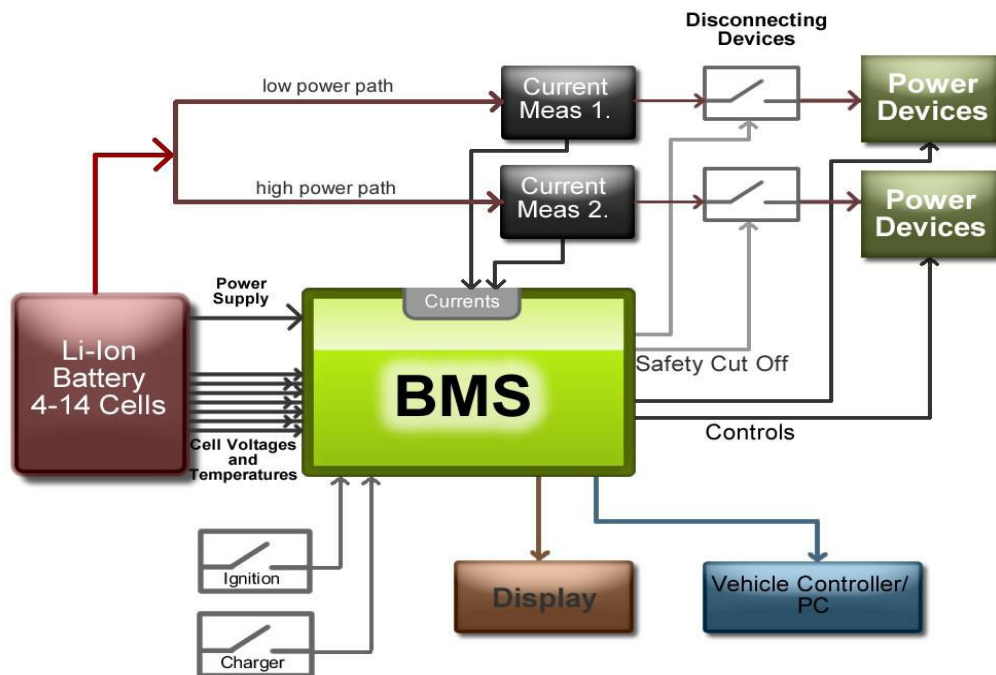 Disconnecting
Devices
low power path
Current
Meas 1.
Power
Devices
high power path
Current
Meas 2.
Power
Devices
Power
Supply
Currents
Li-Ion
Battery
4-14 Cells
BMS
Safety Cut Off
Controls
Cell Voltages
and
Temperatures
Ignition
Charger
Display
Vehicle Controller/
PC